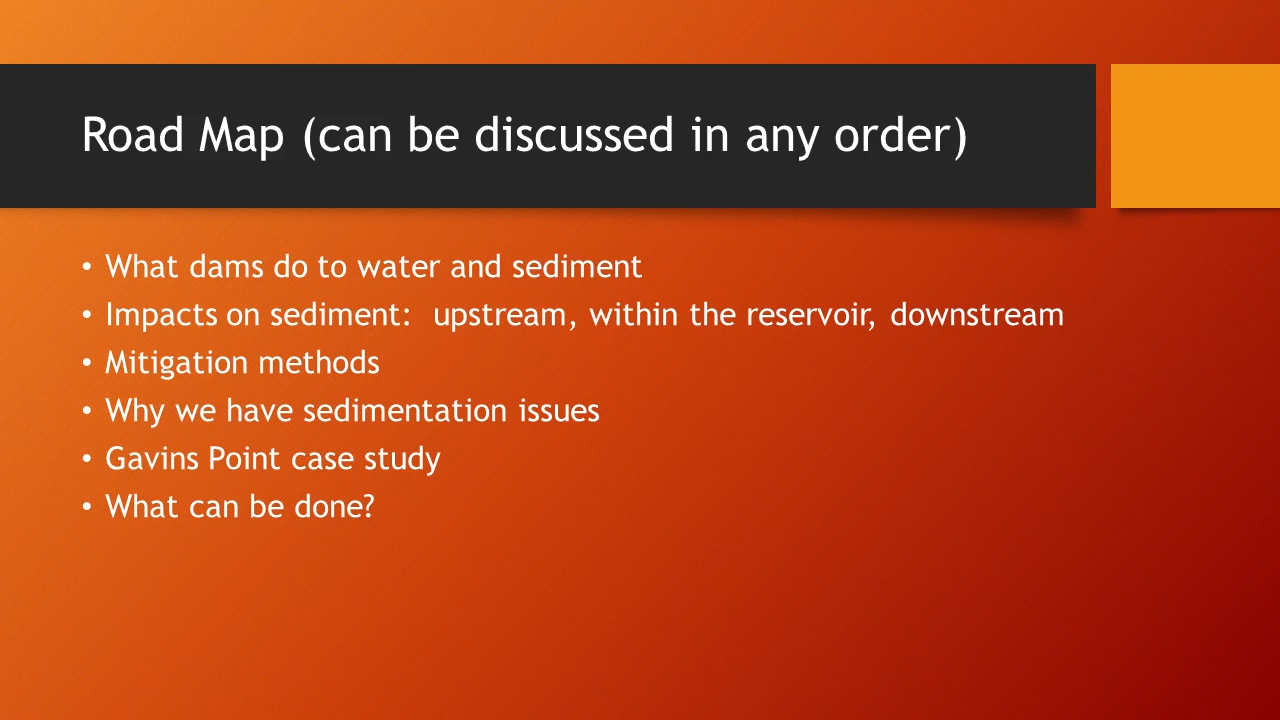 Road Map (can be discussed in any order)
• What dams do to water and sediment
• Impacts on sediment:  upstream, within the reservoir, downstream
• Mitigation methods
• Why we have sedimentation issues
• Gavins Point case study
• What can be done?